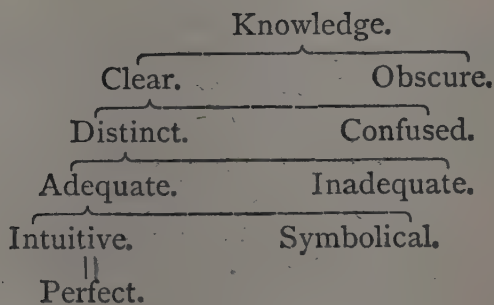 Knowledge.
Clear. Obscure.
Distinct. Confused.
Adequate. Inadequate.
Intuitive. Symbolical.
Perfect.